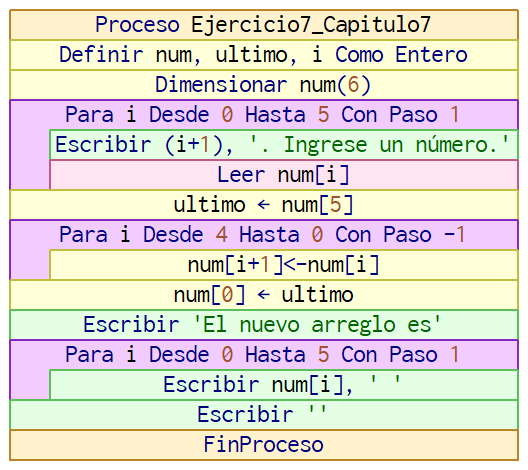 Proceso Ejercicio7_Capitulo7
Definir num, ultimo, i Como Entero
Dimensionar num(6)
Para i Desde 0 Hasta 5 Con Paso 1
Escribir (i+1), '. Ingrese un número.'
Leer num[i]
ultimo ← num[5]
Para i Desde 4 Hasta 0 Con Paso -1
num[i+1]<-num[i]
num[0] ← ultimo
Escribir 'El nuevo arreglo es'
Para i Desde 0 Hasta 5 Con Paso 1
Escribir num[i], ' '
Escribir ''
FinProceso